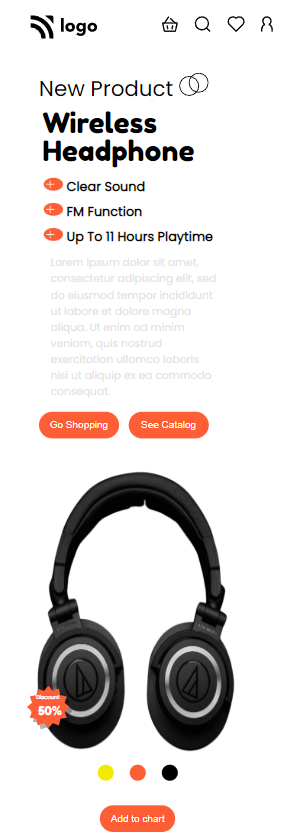 logo
New Product
Wireless
Headphone
Clear Sound
FM Function
Up To 11 Hours Playtime
Lorem ipsum dolor sit amet,
consectetur adipiscing elit, sed
do eiusmod tempor incididunt
ut labore et dolore magna
aliqua. Ut enim ad minim
veniam, quis nostrud
exercitation ullamco laboris
nisi ut aliquip ex ea commodo
consequat.
Go Shopping
See Catalog
Discount
50%
Add to chart